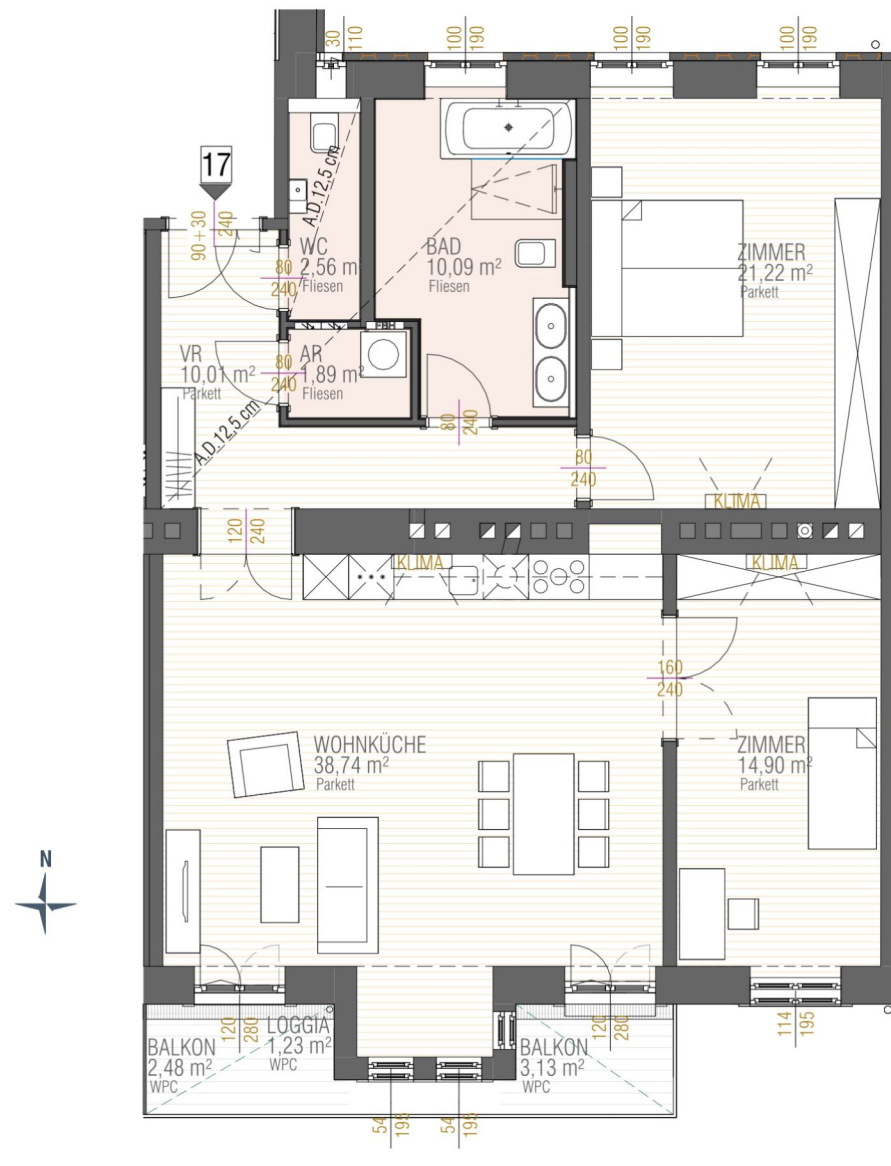 30
110
100
190
100
190
100
190
17
90+30
240
A.D.12,5 cm
WC
2,56 m²
Fliesen
80
240
BAD
10,09 m²
Fliesen
ZIMMER
21,22 m²
Parkett
FBH
VR
10,01 m²
Parkett
80
240
AR
1,89 m²
Fliesen
A.D.12,5 cm
80
240
80
240
KLIMA
120
240
KLIMA
KLIMA
160
240
WOHNKÜCHE
38,74 m²
Parkett
ZIMMER
14,90 m²
Parkett
N
120
280
LOGGIA
1,23 m²
WPC
BALKON
2,48 m²
WPC
120
280
BALKON
3,13 m²
WPC
114
195
54
195
54
195